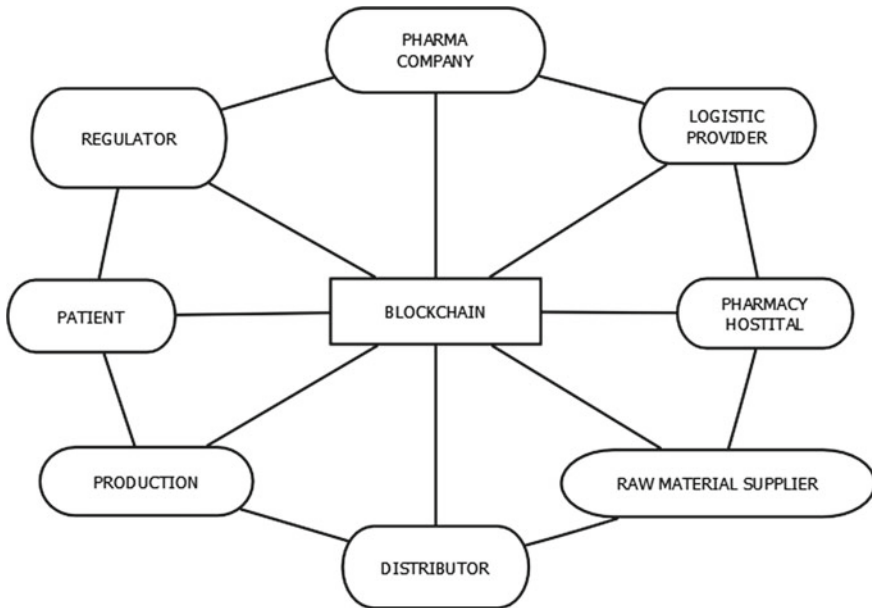 PHARMA
COMPANY
LOGISTIC
PROVIDER
REGULATOR
PATIENT
BLOCKCHAIN
PHARMACY
HOSTITAL
PRODUCTION
RAW MATERIAL SUPPLIER
DISTRIBUTOR